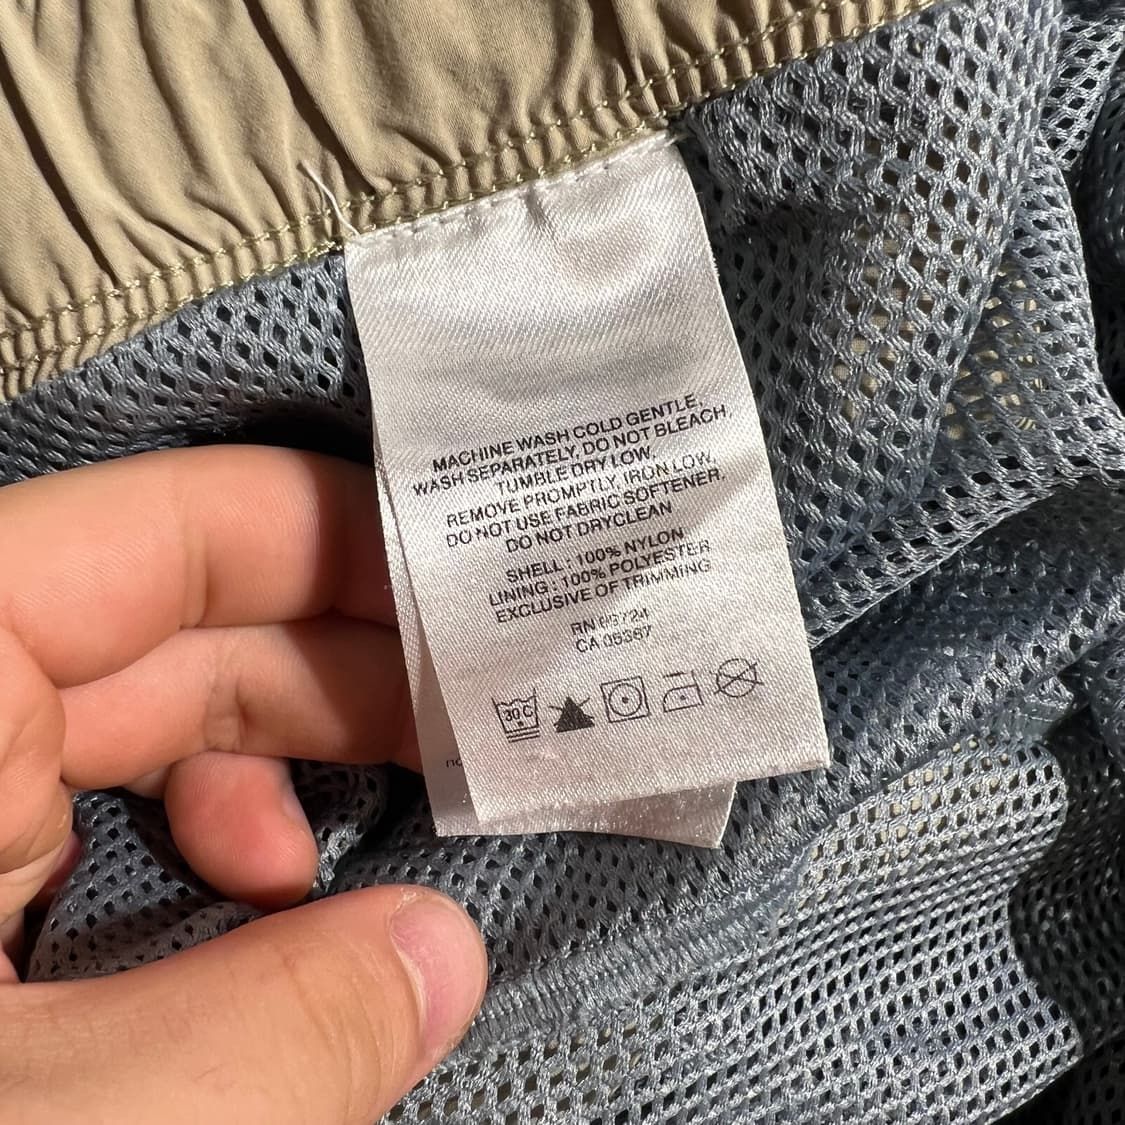 MACHINE WASH COLD GENTLE,
WASH SEPARATELY, DO NOT BLEACH,
TUMBLE DRY LOW,
REMOVE PROMPTLY, IRON LOW,
DO NOT USE FABRIC SOFTENER,
DO NOT DRYCLEAN
SHELL : 100% NYLON
LINING : 100% POLYESTER
EXCLUSIVE OF TRIMMING
RN
CA 05367
30 C